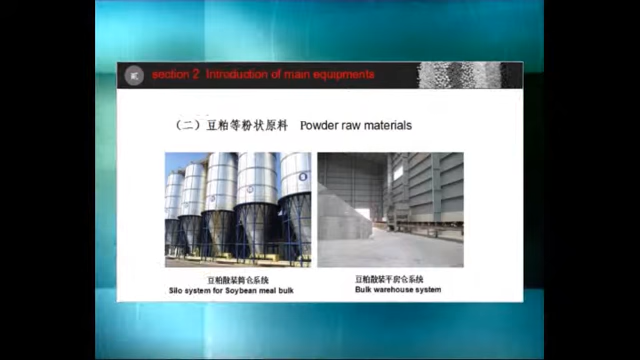 section 2 Introduction of main equipments
（二）豆粕等粉状原料 Powder raw materials
豆粕散装筒仓系统
Silo system for Soybean meal bulk
豆粕散装平房仓系统
Bulk warehouse system